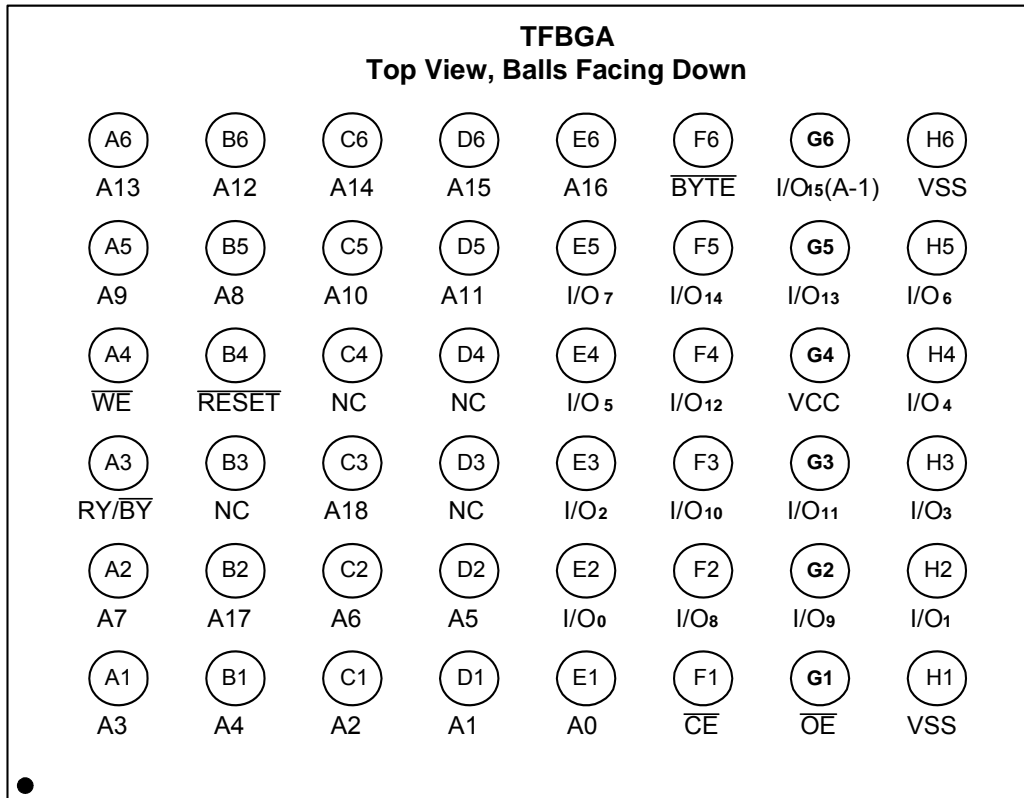 TFBGA
Top View, Balls Facing Down
A6 B6 C6 D6 E6 F6 G6 H6
A13 A12 A14 A15 A16 BYTE I/O15(A-1) VSS
A5 B5 C5 D5 E5 F5 G5 H5
A9 A8 A10 A11 I/O 7 I/O14 I/O13 I/O 6
A4 B4 C4 D4 E4 F4 G4 H4
WE RESET NC NC I/O 5 I/O12 VCC I/O 4
A3 B3 C3 D3 E3 F3 G3 H3
RY/BY NC A18 NC I/O2 I/O10 I/O11 I/O3
A2 B2 C2 D2 E2 F2 G2 H2
A7 A17 A6 A5 I/O0 I/O8 I/O9 I/O1
A1 B1 C1 D1 E1 F1 G1 H1
A3 A4 A2 A1 A0 CE OE VSS